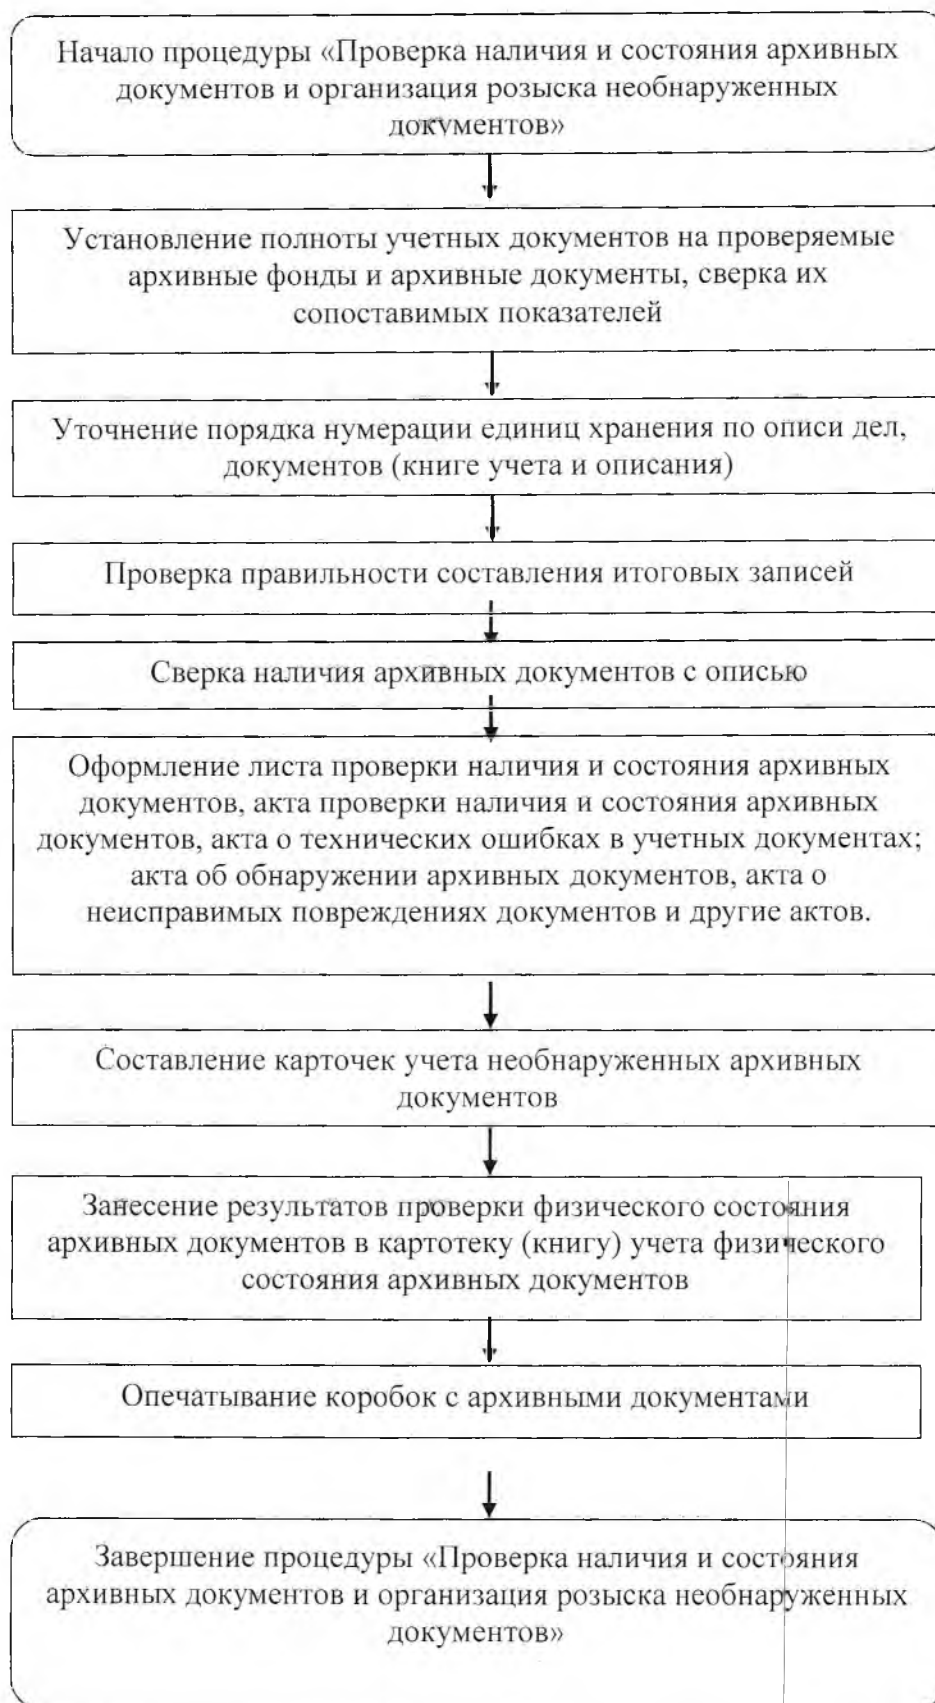 Начало процедуры «Проверка наличия и состояния архивных
документов и организация розыска необнаруженных
документов»
Установление полноты учетных документов на проверяемые
архивные фонды и архивные документы, сверка их
сопоставимых показателей
Уточнение порядка нумерации единиц хранения по описи дел,
документов (книге учета и описания)
Проверка правильности составления итоговых записей
Сверка наличия архивных документов с описью
Оформление листа проверки наличия и состояния архивных
документов, акта проверки наличия и состояния архивных
документов, акта о технических ошибках в учетных документах;
акта об обнаружении архивных документов, акта о
неисправимых повреждениях документов и другие актов.
Составление карточек учета необнаруженных архивных
документов
Занесение результатов проверки физического состояния
архивных документов в картотеку (книгу) учета физического
состояния архивных документов
Опечатывание коробок с архивными документами
Завершение процедуры «Проверка наличия и состояния
архивных документов и организация розыска необнаруженных
документов»